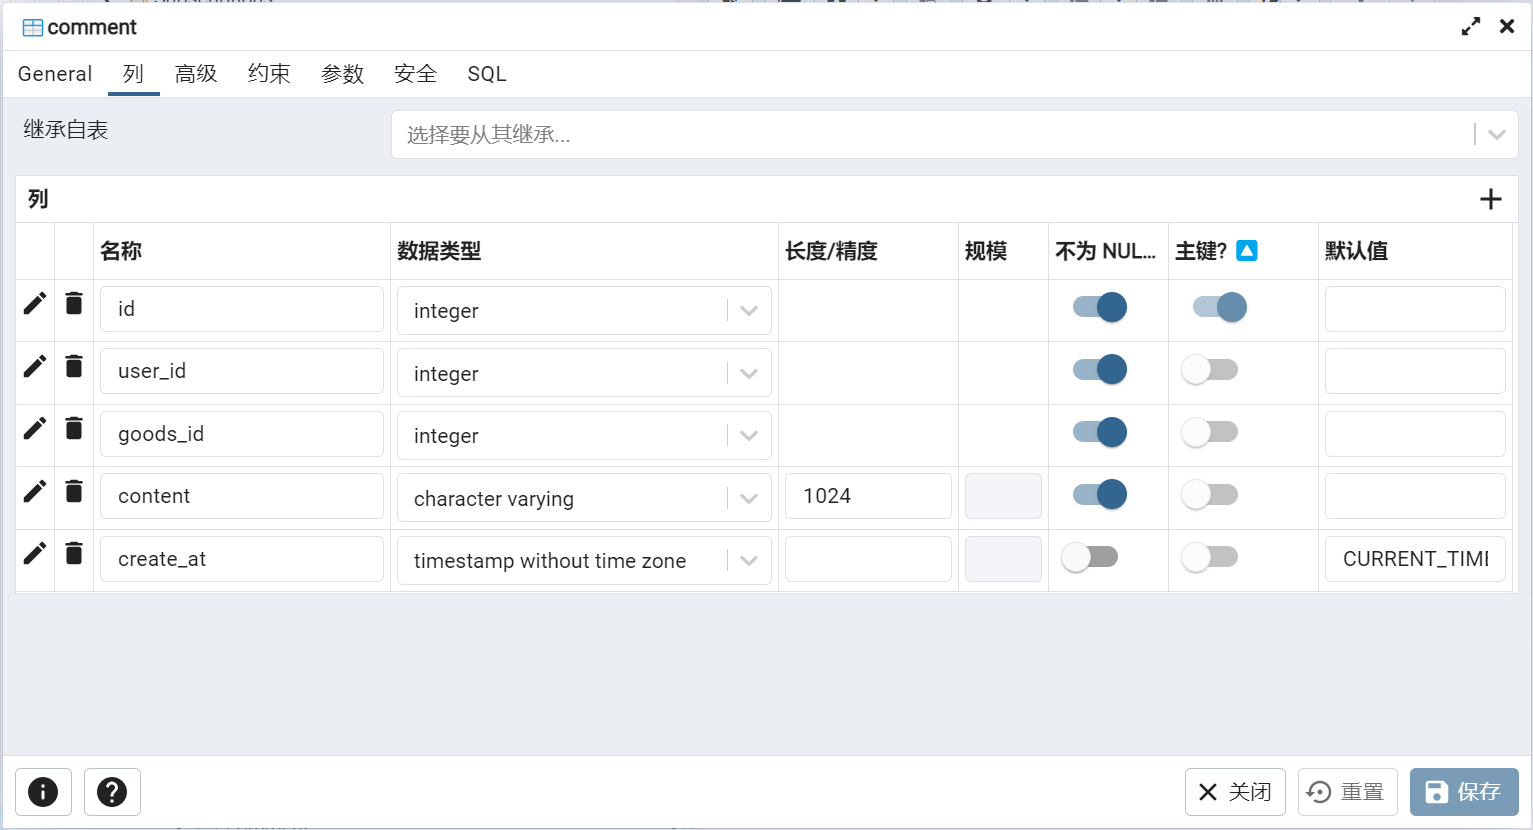 comment
General 列 高级 约束 参数 安全 SQL
继承自表 选择要从其继承...
列
名称 数据类型 长度/精度 规模 不为 NUL... 主键? 默认值
id integer
user_id integer
goods_id integer
content character varying 1024
create_at timestamp without time zone CURRENT_TIME
关闭 重置 保存